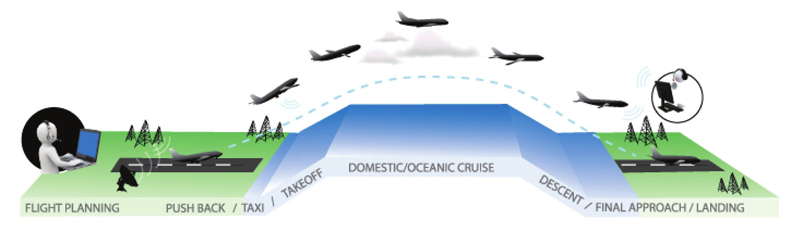 FLIGHT PLANNING
PUSH BACK / TAXI / TAKEOFF
DOMESTIC/OCEANIC CRUISE
DESCENT / FINAL APPROACH / LANDING